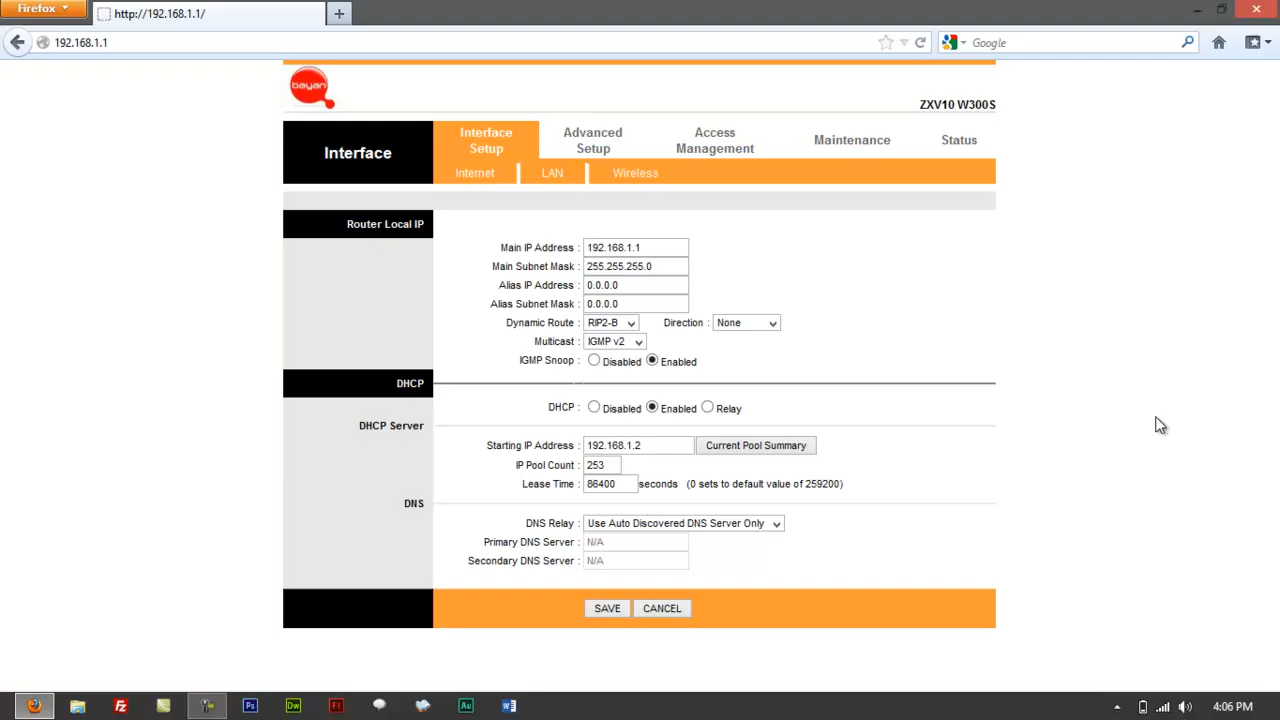 Firefox
http://192.168.1.1/
192.168.1.1
Google
bayan
ZXV10 W300S
Interface
Interface Setup
Advanced Setup
Access Management
Maintenance
Status
Internet
LAN
Wireless
Router Local IP
Main IP Address : 192.168.1.1
Main Subnet Mask : 255.255.255.0
Alias IP Address : 0.0.0.0
Alias Subnet Mask : 0.0.0.0
Dynamic Route : RIP2-B Direction : None
Multicast : IGMP v2
IGMP Snoop : Disabled Enabled
DHCP
DHCP : Disabled Enabled Relay
DHCP Server
Starting IP Address : 192.168.1.2 Current Pool Summary
IP Pool Count : 253
Lease Time : 86400 seconds (0 sets to default value of 259200)
DNS
DNS Relay : Use Auto Discovered DNS Server Only
Primary DNS Server : N/A
Secondary DNS Server : N/A
SAVE CANCEL
Fz Ps Dw Fl Au W
4:06 PM